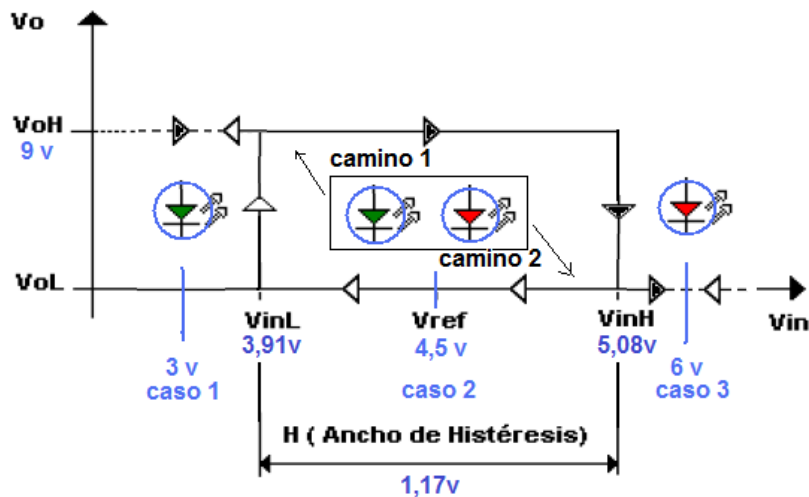 Vo
VoH
9 v
camino 1
camino 2
VoL
VinL
Vref
VinH
Vin
3,91v
4,5 v
5,08v
3 v
6 v
caso 1
caso 2
caso 3
H ( Ancho de Histéresis)
1,17v